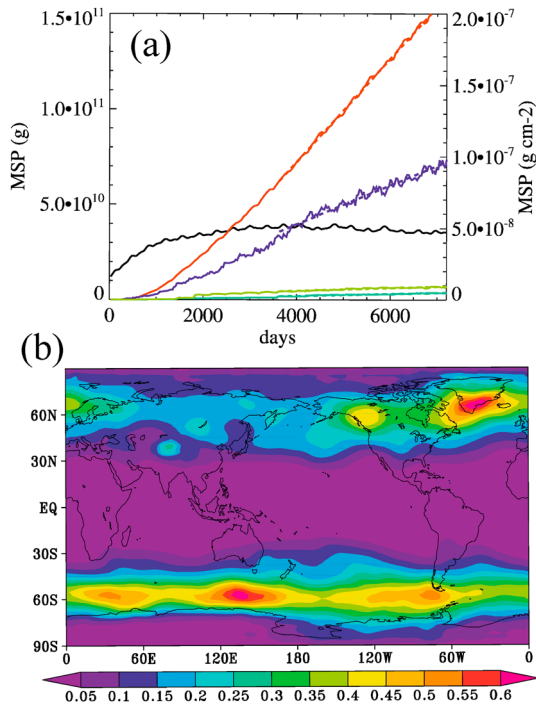 (a)
1.5•10¹¹
1.0•10¹¹
5.0•10¹⁰
0
MSP (g)
2.0•10⁻⁷
1.5•10⁻⁷
1.0•10⁻⁷
5.0•10⁻⁸
0
MSP (g cm-2)
0 2000 4000 6000
days
(b)
60N
30N
EQ
30S
60S
90S
0 60E 120E 180 120W 60W 0
0.05 0.1 0.15 0.2 0.25 0.3 0.35 0.4 0.45 0.5 0.55 0.6